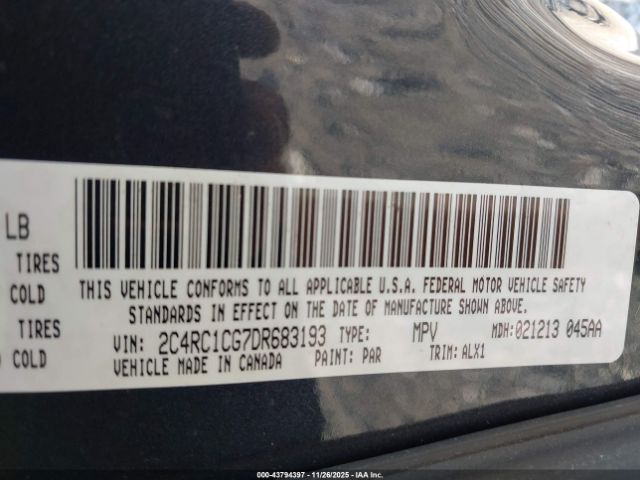 LB
TIRES
COLD
TIRES
COLD
THIS VEHICLE CONFORMS TO ALL APPLICABLE U.S.A. FEDERAL MOTOR VEHICLE SAFETY
STANDARDS IN EFFECT ON THE DATE OF MANUFACTURE SHOWN ABOVE.
VIN: 2C4RC1CG7DR683193 TYPE: MPV MDH: 021213 045AA
VEHICLE MADE IN CANADA PAINT: PAR TRIM: ALX1
000-43794397 - 11/26/2025 - IAA Inc.